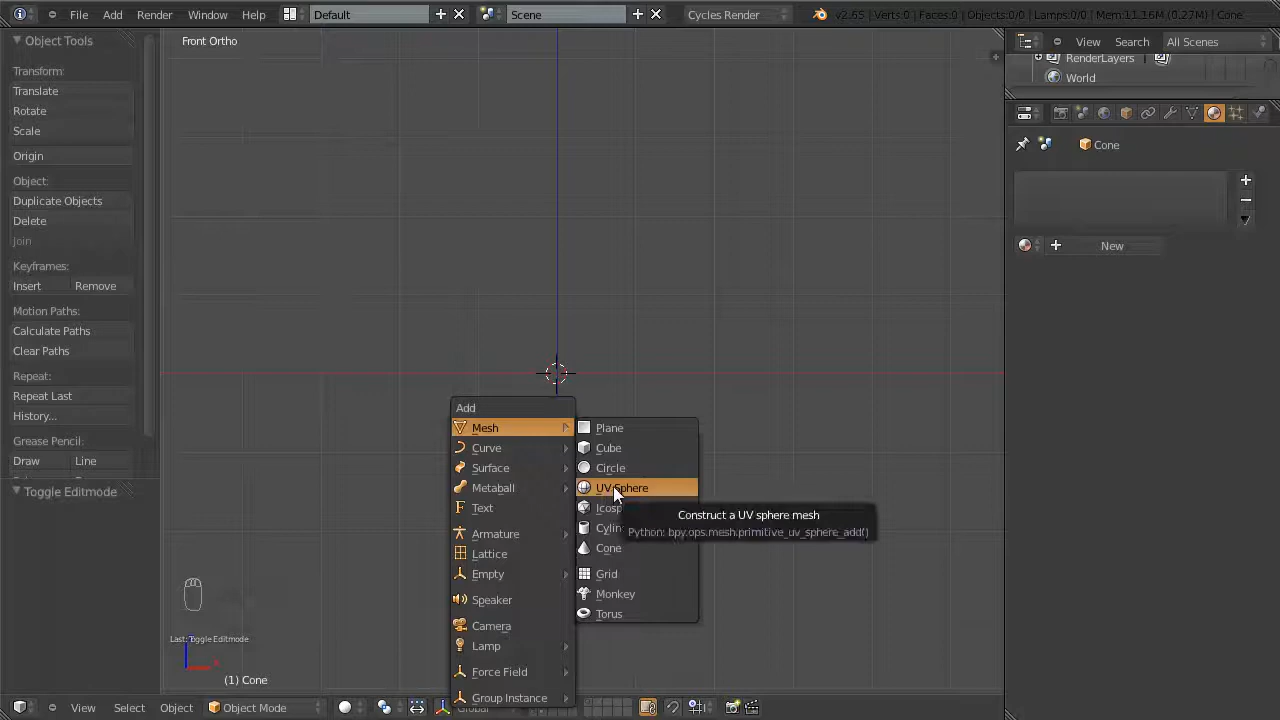 File Add Render Window Help Default Scene Cycles Render v2.65 | Verts:0 | Faces:0 | Objects:0/0 | Lamps:0/0 | Mem:11.16M (0.27M) | Cone
Object Tools
Transform:
Translate
Rotate
Scale
Origin
Object:
Duplicate Objects
Delete
Join
Keyframes:
Insert Remove
Motion Paths:
Calculate Paths
Clear Paths
Repeat:
Repeat Last
History...
Grease Pencil:
Draw Line
Toggle Editmode
Front Ortho
Last: Toggle Editmode
x
(1) Cone
Add
Mesh
Curve
Surface
Metaball
Text
Armature
Lattice
Empty
Speaker
Camera
Lamp
Force Field
Group Instance
Plane
Cube
Circle
UV Sphere
Icosp
Cylin
Cone
Grid
Monkey
Torus
Construct a UV sphere mesh
Python: bpy.ops.mesh.primitive_uv_sphere_add()
View Select Object Object Mode Global
View Search All Scenes
RenderLayers
World
Cone
New